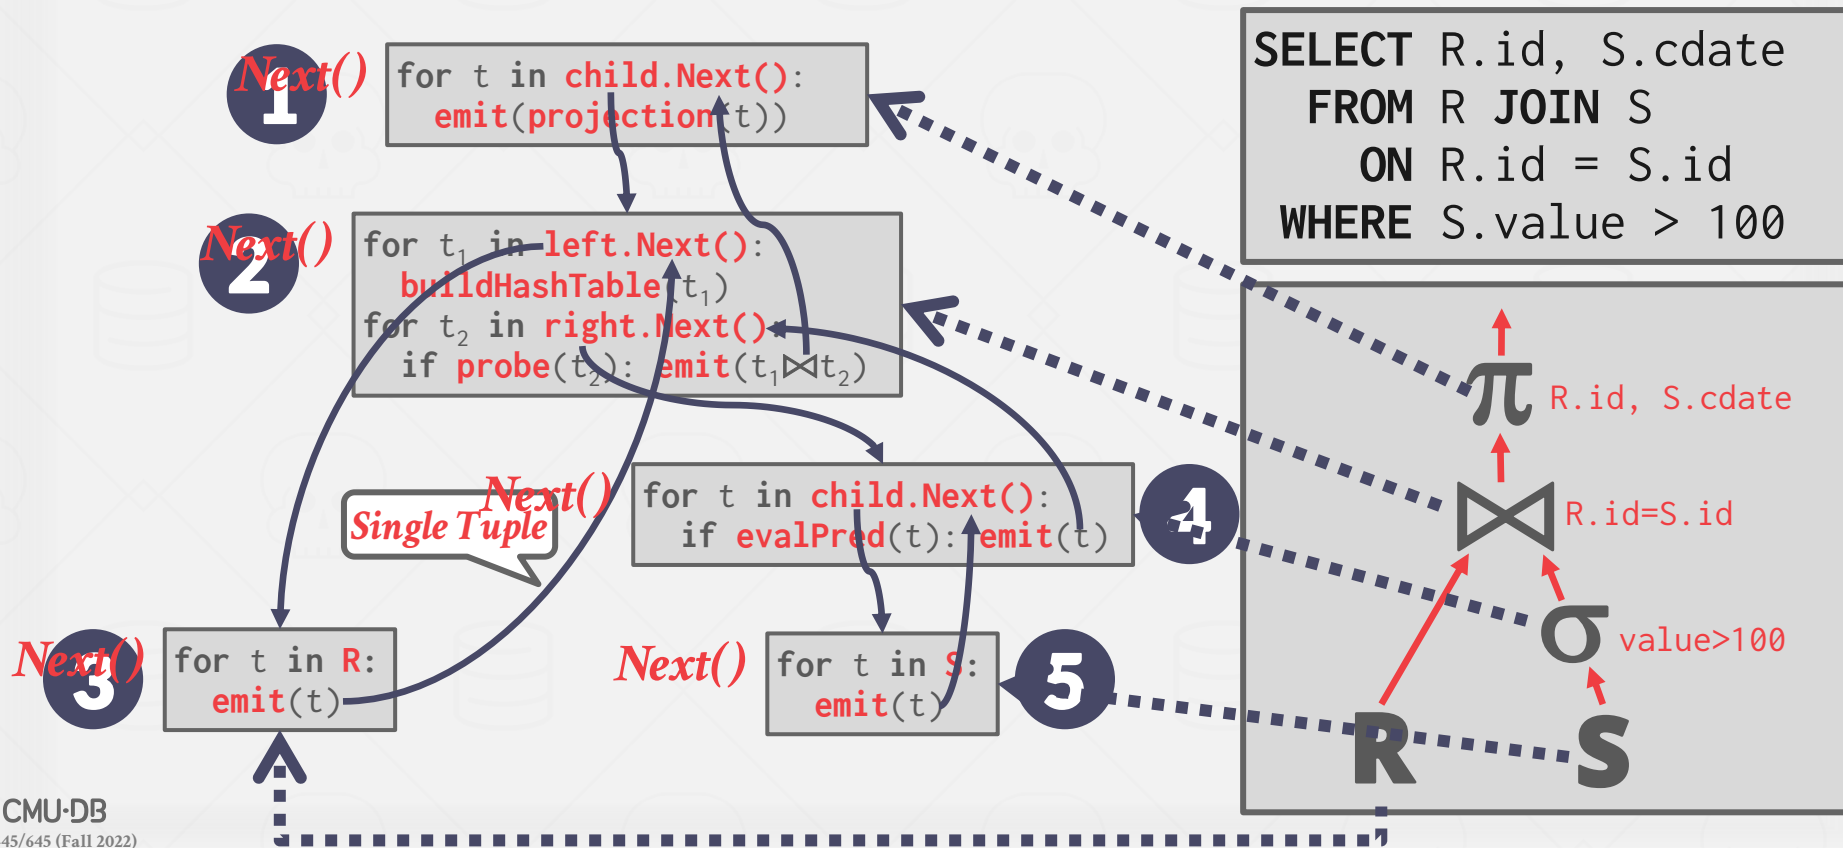 Next()
1
for t in child.Next():
emit(projection(t))
SELECT R.id, S.cdate
FROM R JOIN S
ON R.id = S.id
WHERE S.value > 100
Next()
2
for t₁ in left.Next():
buildHashTable(t₁)
for t₂ in right.Next():
if probe(t₂): emit(t₁⋈t₂)
π R.id, S.cdate
⋈ R.id=S.id
Next()
Single Tuple
for t in child.Next():
if evalPred(t): emit(t)
4
σ value>100
Next()
3
for t in R:
emit(t)
Next()
for t in S:
emit(t)
5
R S
CMU·DB
45/645 (Fall 2022)